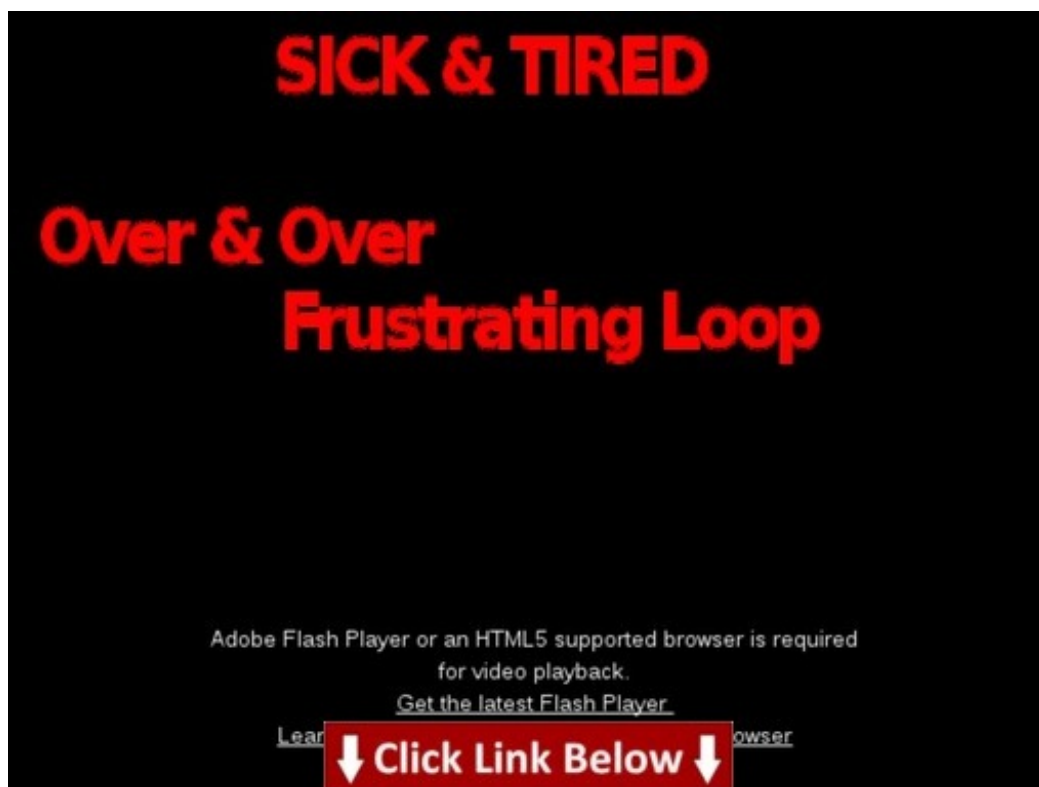 SICK & TIRED
Over & Over
Frustrating Loop
Adobe Flash Player or an HTML5 supported browser is required
for video playback.
Get the latest Flash Player
Click Link Below